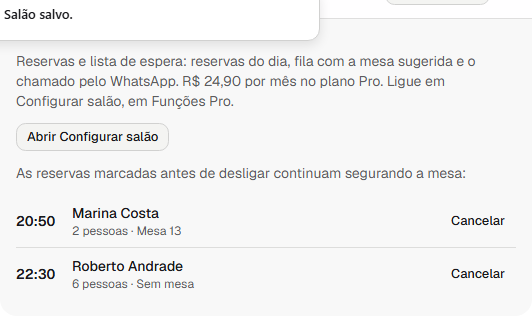 Salão salvo.
Reservas e lista de espera: reservas do dia, fila com a mesa sugerida e o
chamado pelo WhatsApp. R$ 24,90 por mês no plano Pro. Ligue em
Configurar salão, em Funções Pro.
Abrir Configurar salão
As reservas marcadas antes de desligar continuam segurando a mesa:
20:50
Marina Costa
2 pessoas · Mesa 13
Cancelar
22:30
Roberto Andrade
6 pessoas · Sem mesa
Cancelar